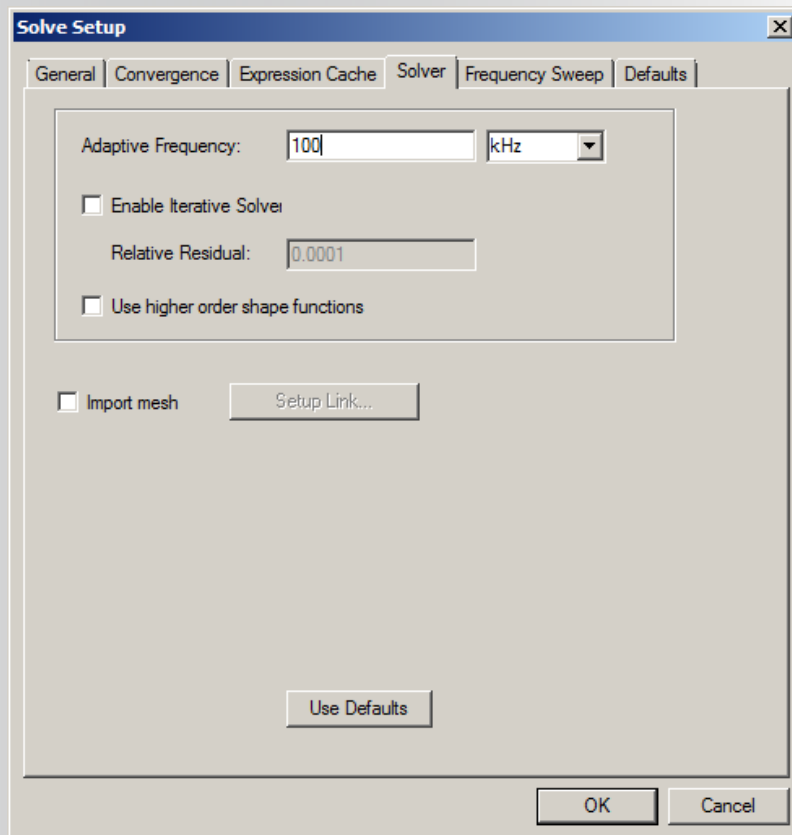 Solve Setup
General Convergence Expression Cache Solver Frequency Sweep Defaults
Adaptive Frequency: 100 kHz
Enable Iterative Solver
Relative Residual: 0.0001
Use higher order shape functions
Import mesh Setup Link...
Use Defaults
OK Cancel